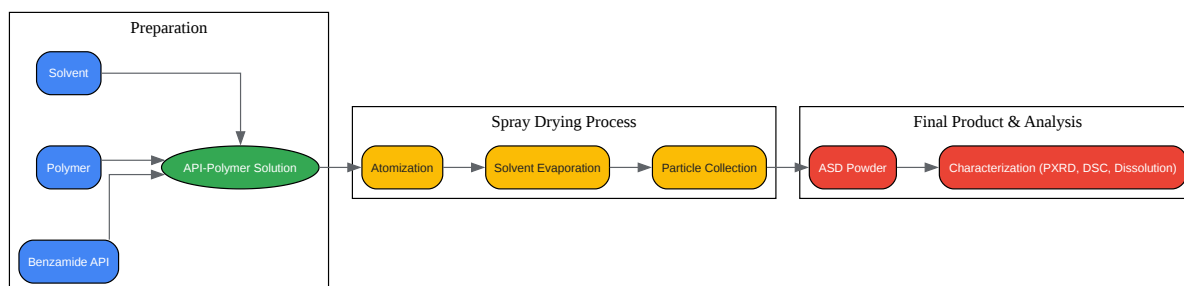 Preparation
Solvent
Polymer
Benzamide API
API-Polymer Solution
Spray Drying Process
Atomization
Solvent Evaporation
Particle Collection
Final Product & Analysis
ASD Powder
Characterization (PXRD, DSC, Dissolution)